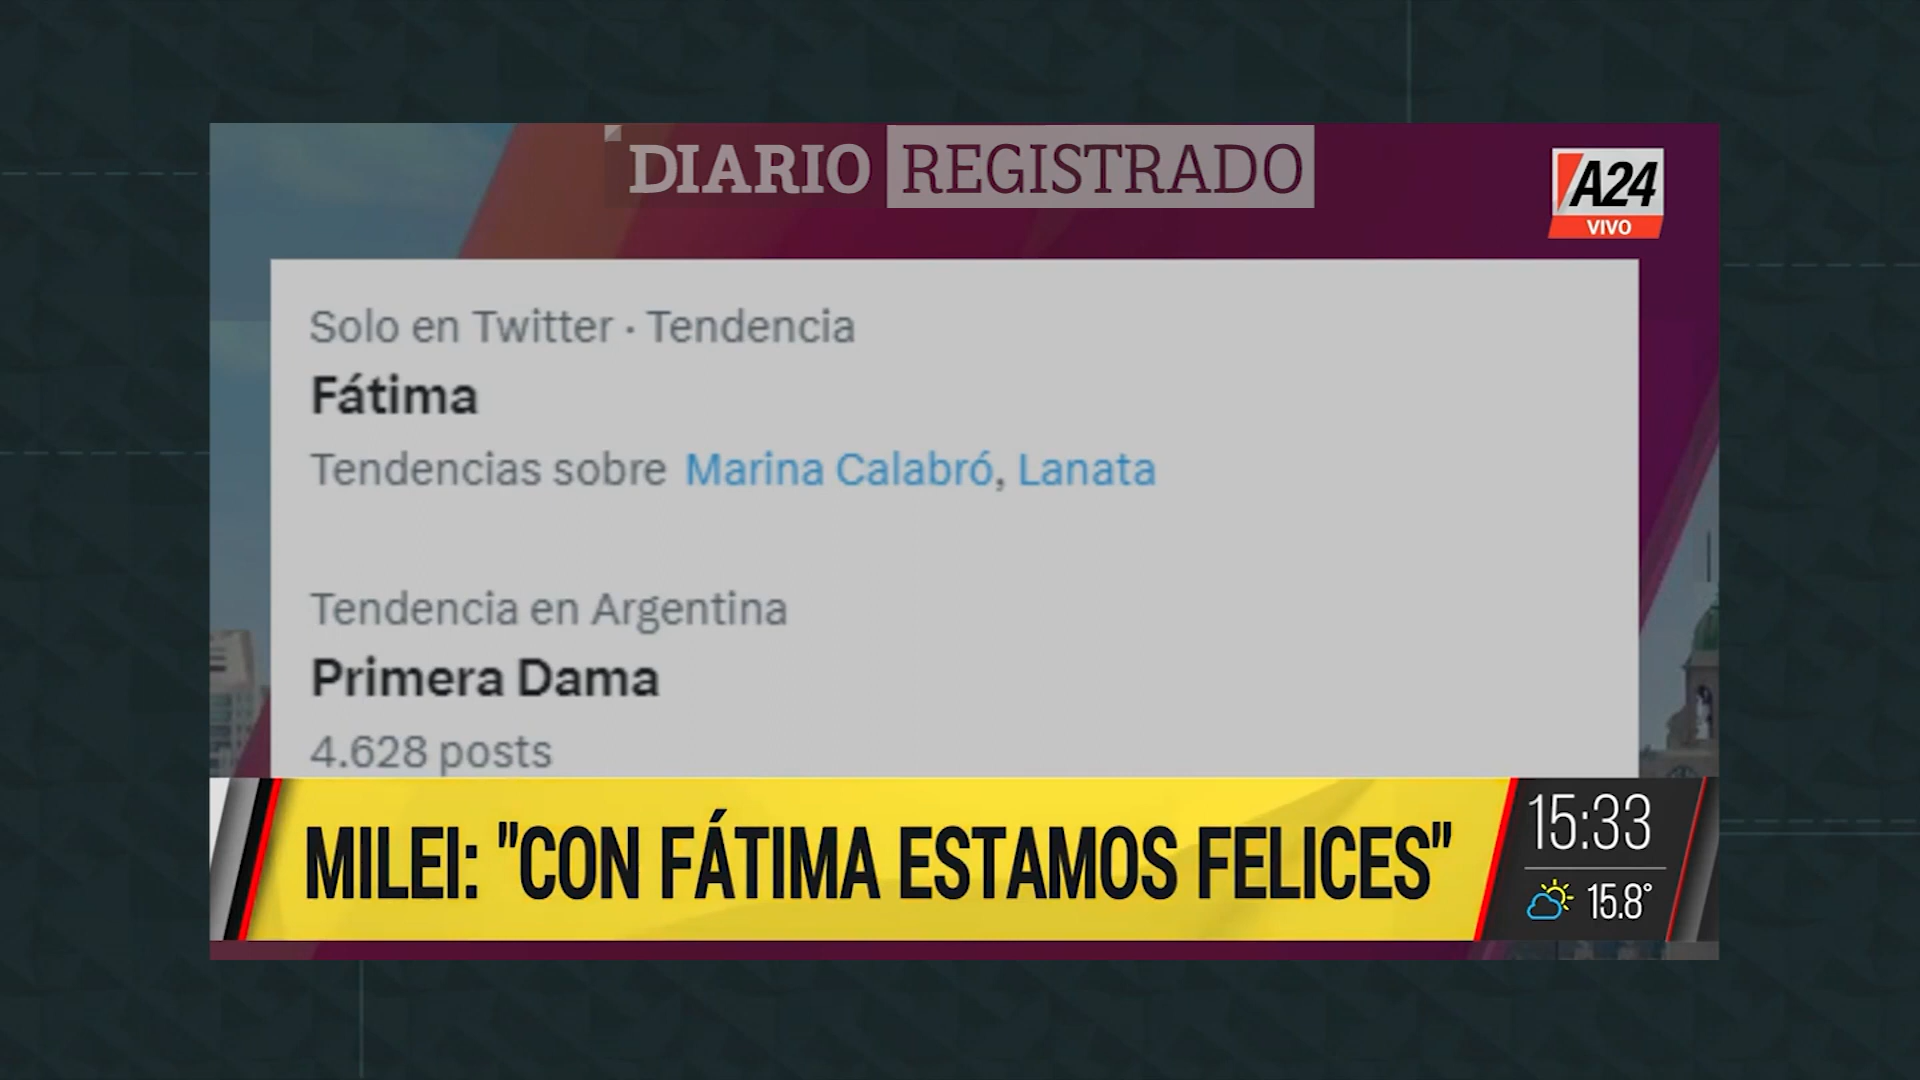 DIARIO REGISTRADO
A24
VIVO
Solo en Twitter · Tendencia
Fátima
Tendencias sobre Marina Calabró, Lanata
Tendencia en Argentina
Primera Dama
4.628 posts
MILEI: "CON FÁTIMA ESTAMOS FELICES"
15:33
15.8°